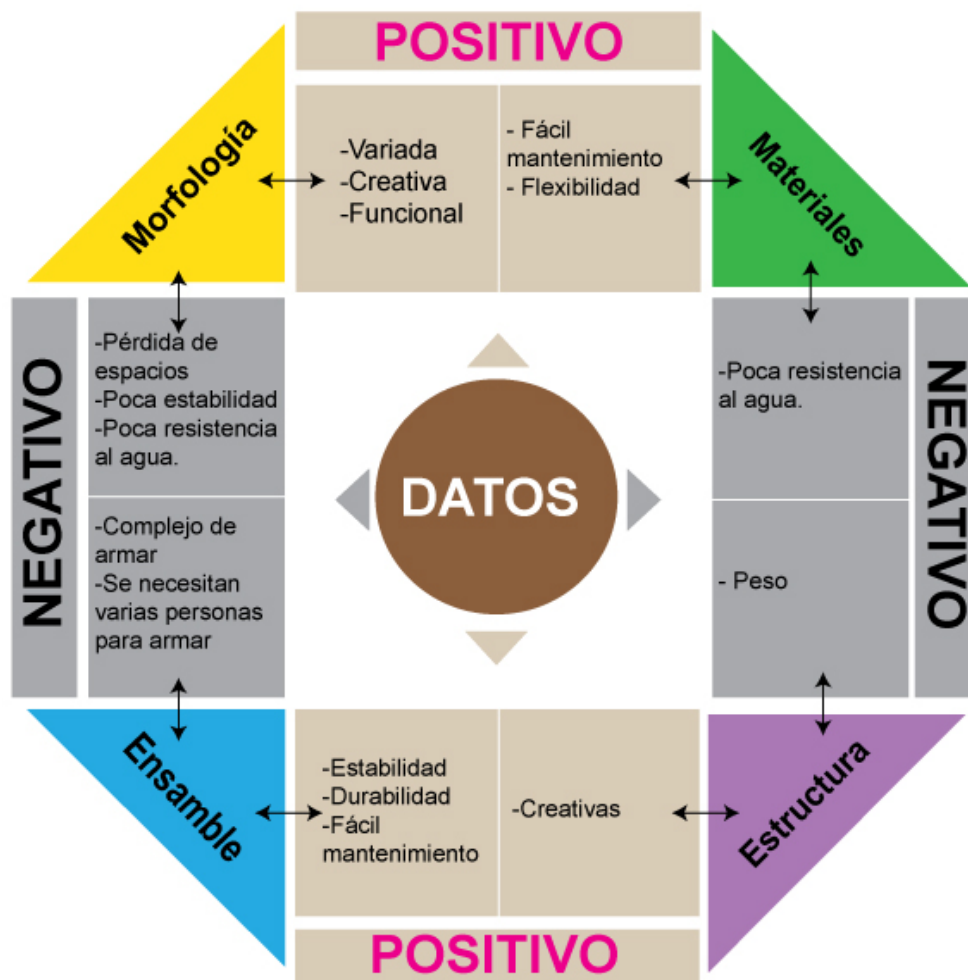 POSITIVO
Morfología
-Variada
-Creativa
-Funcional
- Fácil
mantenimiento
- Flexibilidad
Materiales
NEGATIVO
-Pérdida de
espacios
-Poca estabilidad
-Poca resistencia
al agua.
-Complejo de
armar
-Se necesitan
varias personas
para armar
DATOS
-Poca resistencia
al agua.
- Peso
NEGATIVO
Ensamble
-Estabilidad
-Durabilidad
-Fácil
mantenimiento
-Creativas
Estructura
POSITIVO